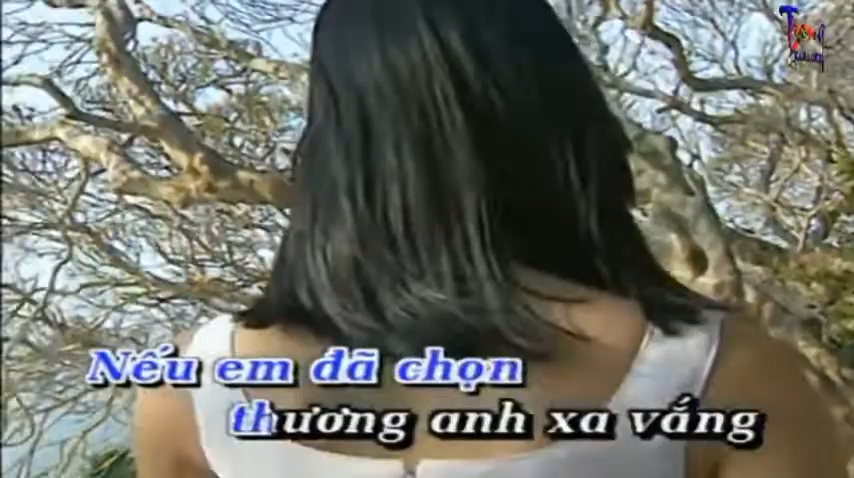 Nếu em đã chọn
thương anh xa vắng